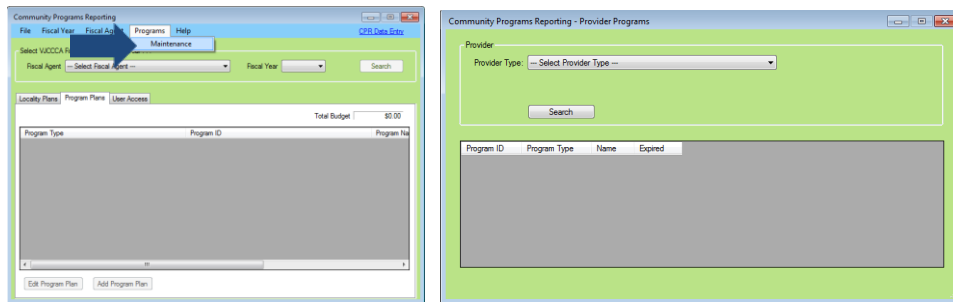 Community Programs Reporting
File Fiscal Year Fiscal Agent Programs Help CPR Data Entry
Maintenance
Select VJCCCA
Fiscal Agent --- Select Fiscal Agent --- Fiscal Year Search
Locality Plans Program Plans User Access
Total Budget $0.00
Program Type Program ID Program Na
Edit Program Plan Add Program Plan
Community Programs Reporting - Provider Programs
Provider
Provider Type: --- Select Provider Type ---
Search
Program ID Program Type Name Expired